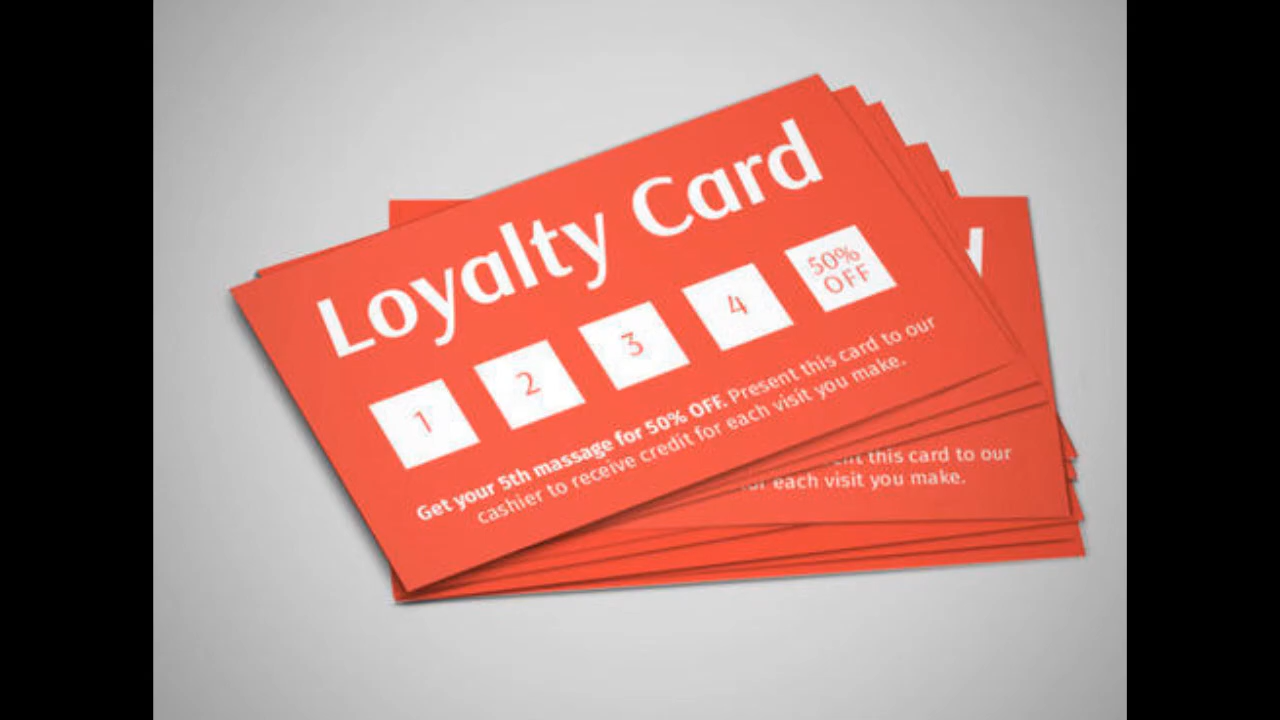 Loyalty Card
1 2 3 4 50%
OFF
Get your 5th massage for 50% OFF. Present this card to our
cashier to receive credit for each visit you make.
this card to our
each visit you make.